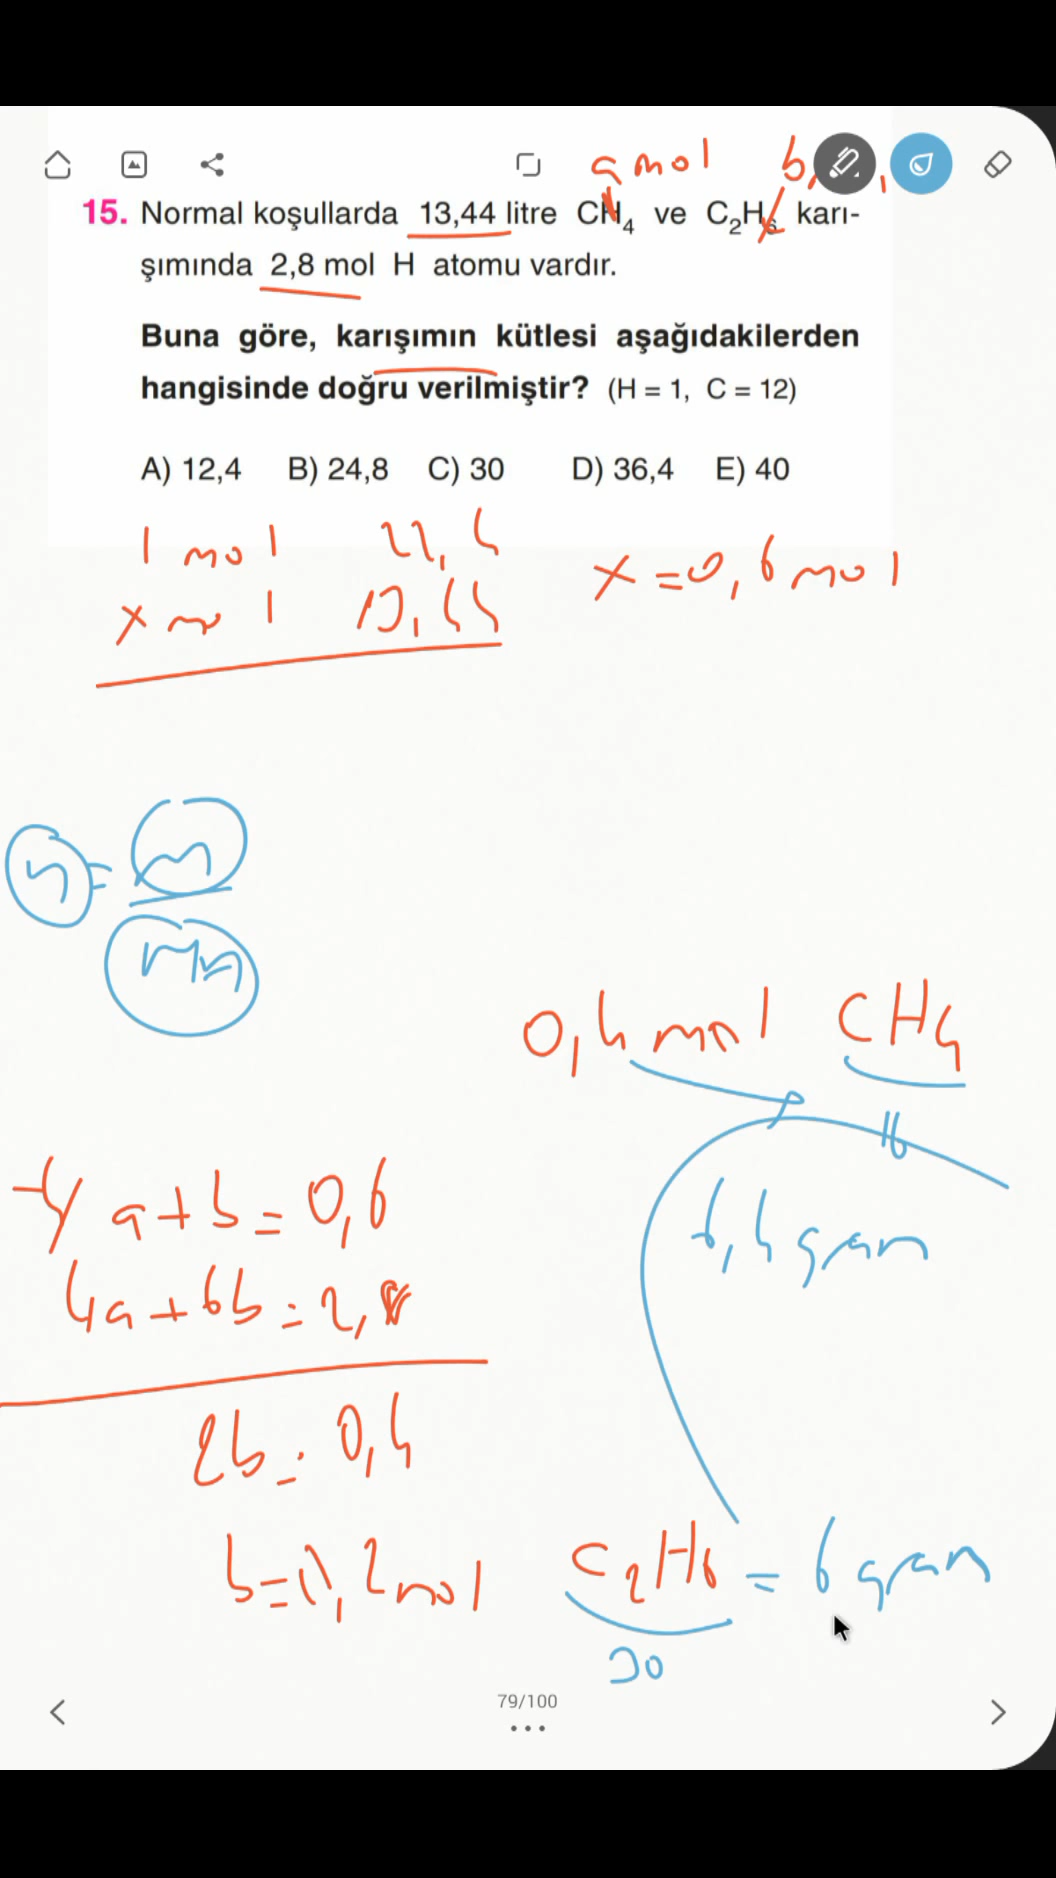 a mol b,
15. Normal koşullarda 13,44 litre CH₄ ve C₂H₆ karı-
şımında 2,8 mol H atomu vardır.
Buna göre, karışımın kütlesi aşağıdakilerden
hangisinde doğru verilmiştir? (H = 1, C = 12)
A) 12,4 B) 24,8 C) 30 D) 36,4 E) 40
1 mol 22,4
x mol 13,44
x = 0,6 mol
n = m
Mn
0,4 mol CH4
16
6,4 gram
-4/ a+b = 0,6
4a+6b = 2,8
2b = 0,4
b = 0,2 mol
C2H6 = 6 gram
30
79/100